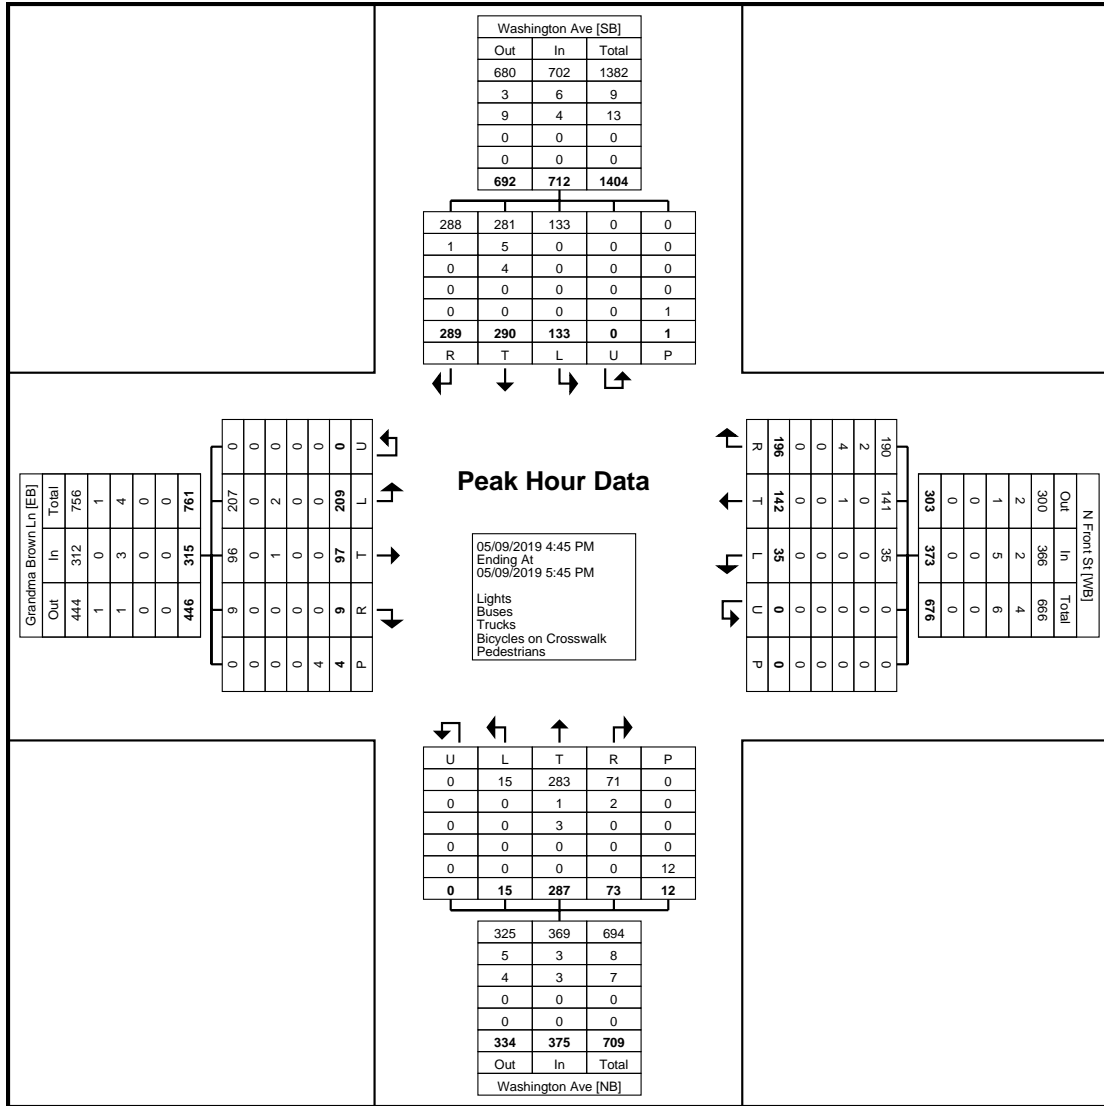 Washington Ave [SB]
Out In Total
680 702 1382
3 6 9
9 4 13
0 0 0
0 0 0
692 712 1404
288 281 133 0 0
1 5 0 0 0
0 4 0 0 0
0 0 0 0 0
0 0 0 0 1
289 290 133 0 1
R T L U P
Grandma Brown Ln [EB]
Out In Total
444 312 756
1 0 1
1 3 4
0 0 0
0 0 0
446 315 761
0 207 96 9 0
0 0 0 0 0
0 2 1 0 0
0 0 0 0 0
0 0 0 0 4
0 209 97 9 4
U L T R P
Peak Hour Data
05/09/2019 4:45 PM
Ending At
05/09/2019 5:45 PM
Lights
Buses
Trucks
Bicycles on Crosswalk
Pedestrians
R T L U P
196 142 35 0 0
0 0 0 0 0
0 0 0 0 0
4 1 0 0 0
2 0 0 0 0
190 141 35 0 0
N Front St [WB]
Out In Total
300 366 666
2 2 4
1 5 6
0 0 0
0 0 0
303 373 676
U L T R P
0 15 283 71 0
0 0 1 2 0
0 0 3 0 0
0 0 0 0 0
0 0 0 0 12
0 15 287 73 12
325 369 694
5 3 8
4 3 7
0 0 0
0 0 0
334 375 709
Out In Total
Washington Ave [NB]